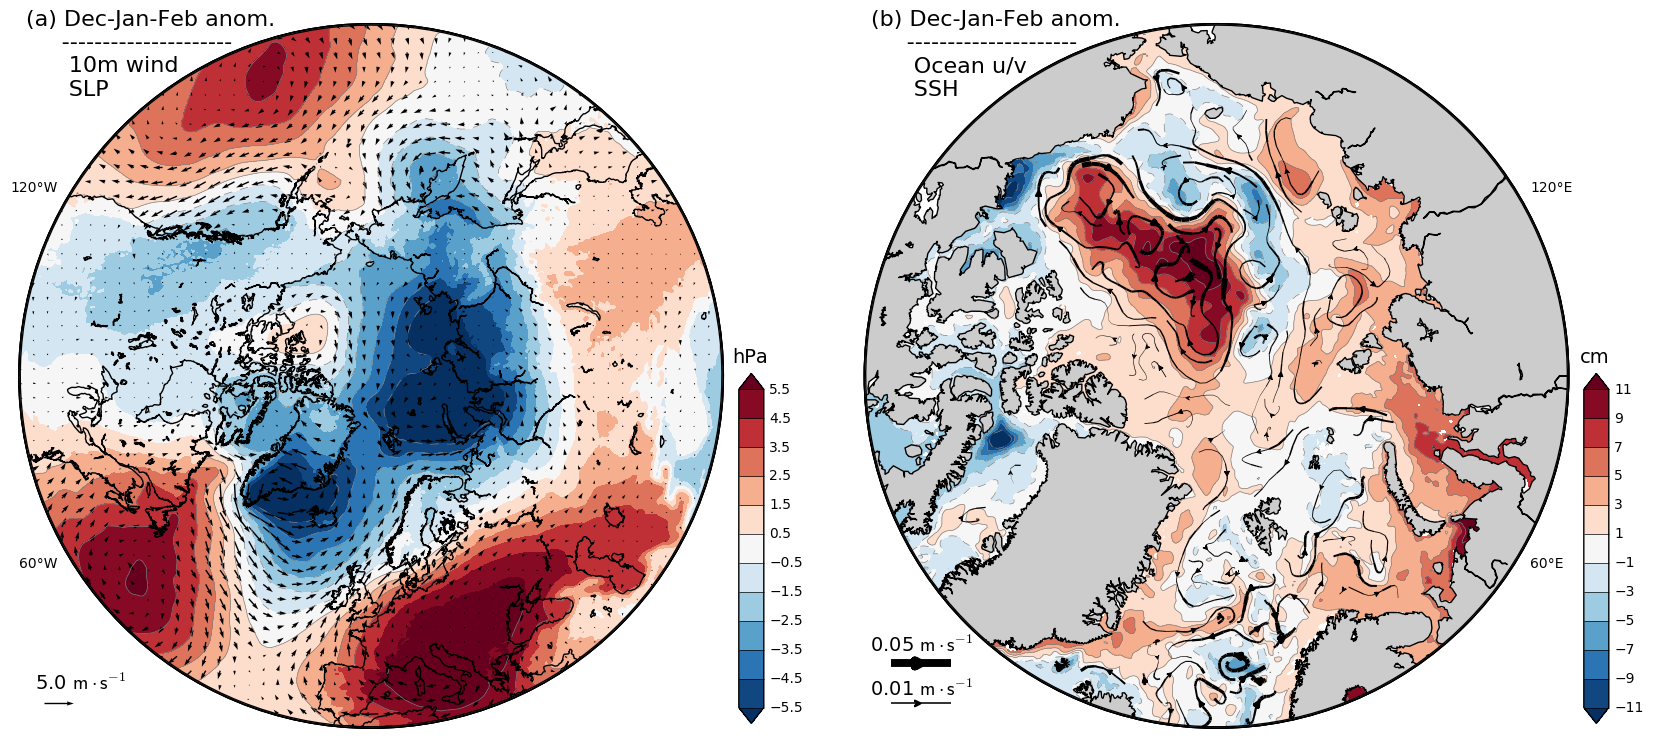 (a) Dec-Jan-Feb anom.
--------------------
10m wind
SLP
120°W
60°W
5.0 m · s⁻¹
hPa
5.5
4.5
3.5
2.5
1.5
0.5
−0.5
−1.5
−2.5
−3.5
−4.5
−5.5
(b) Dec-Jan-Feb anom.
--------------------
Ocean u/v
SSH
120°E
60°E
0.05 m · s⁻¹
0.01 m · s⁻¹
cm
11
9
7
5
3
1
−1
−3
−5
−7
−9
−11